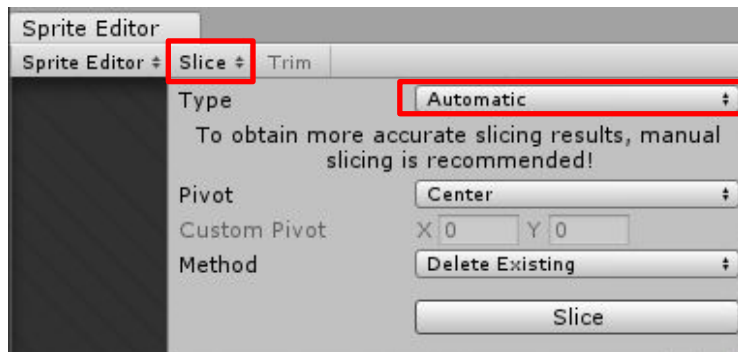 Sprite Editor
Sprite Editor Slice Trim
Type Automatic
To obtain more accurate slicing results, manual
slicing is recommended!
Pivot Center
Custom Pivot X 0 Y 0
Method Delete Existing
Slice